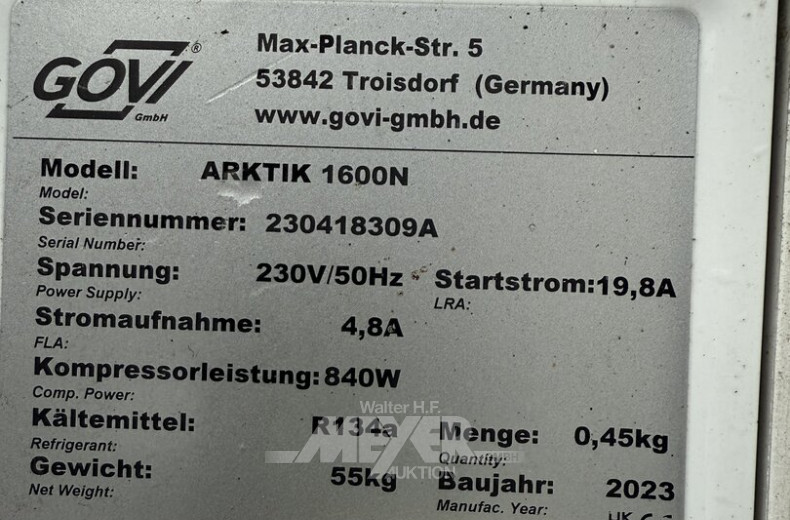 GOVI®
GmbH
Max-Planck-Str. 5
53842 Troisdorf (Germany)
www.govi-gmbh.de
Modell: ARKTIK 1600N
Model:
Seriennummer: 230418309A
Serial Number:
Spannung: 230V/50Hz Startstrom:19,8A
Power Supply: LRA:
Stromaufnahme: 4,8A
FLA:
Kompressorleistung:840W
Comp. Power:
Walter H.F.
MEYER
AUKTION
Kältemittel: R134a Menge: 0,45kg
Refrigerant: Quantity:
Gewicht: 55kg Baujahr: 2023
Net Weight: Manufac. Year: